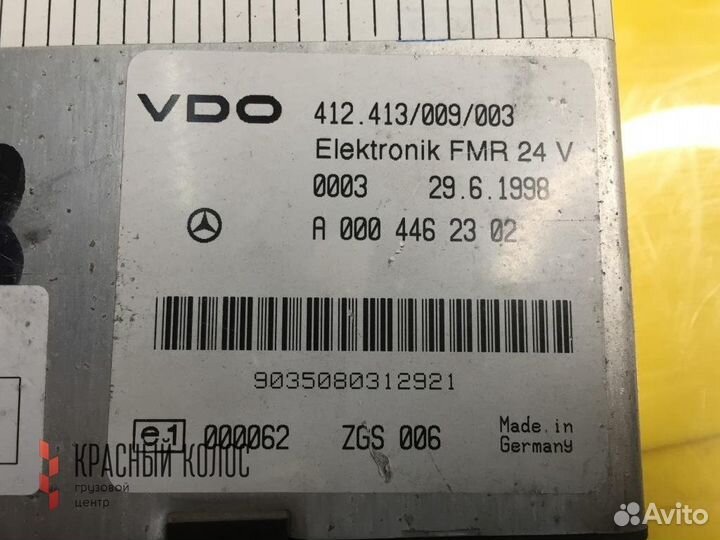 VDO 412.413/009/003
Elektronik FMR 24 V
0003 29.6.1998
A 000 446 23 02
9035080312921
e1 000062 ZGS 006 Made in Germany
КРАСНЫЙ КОЛОС
грузовой
центр
Avito